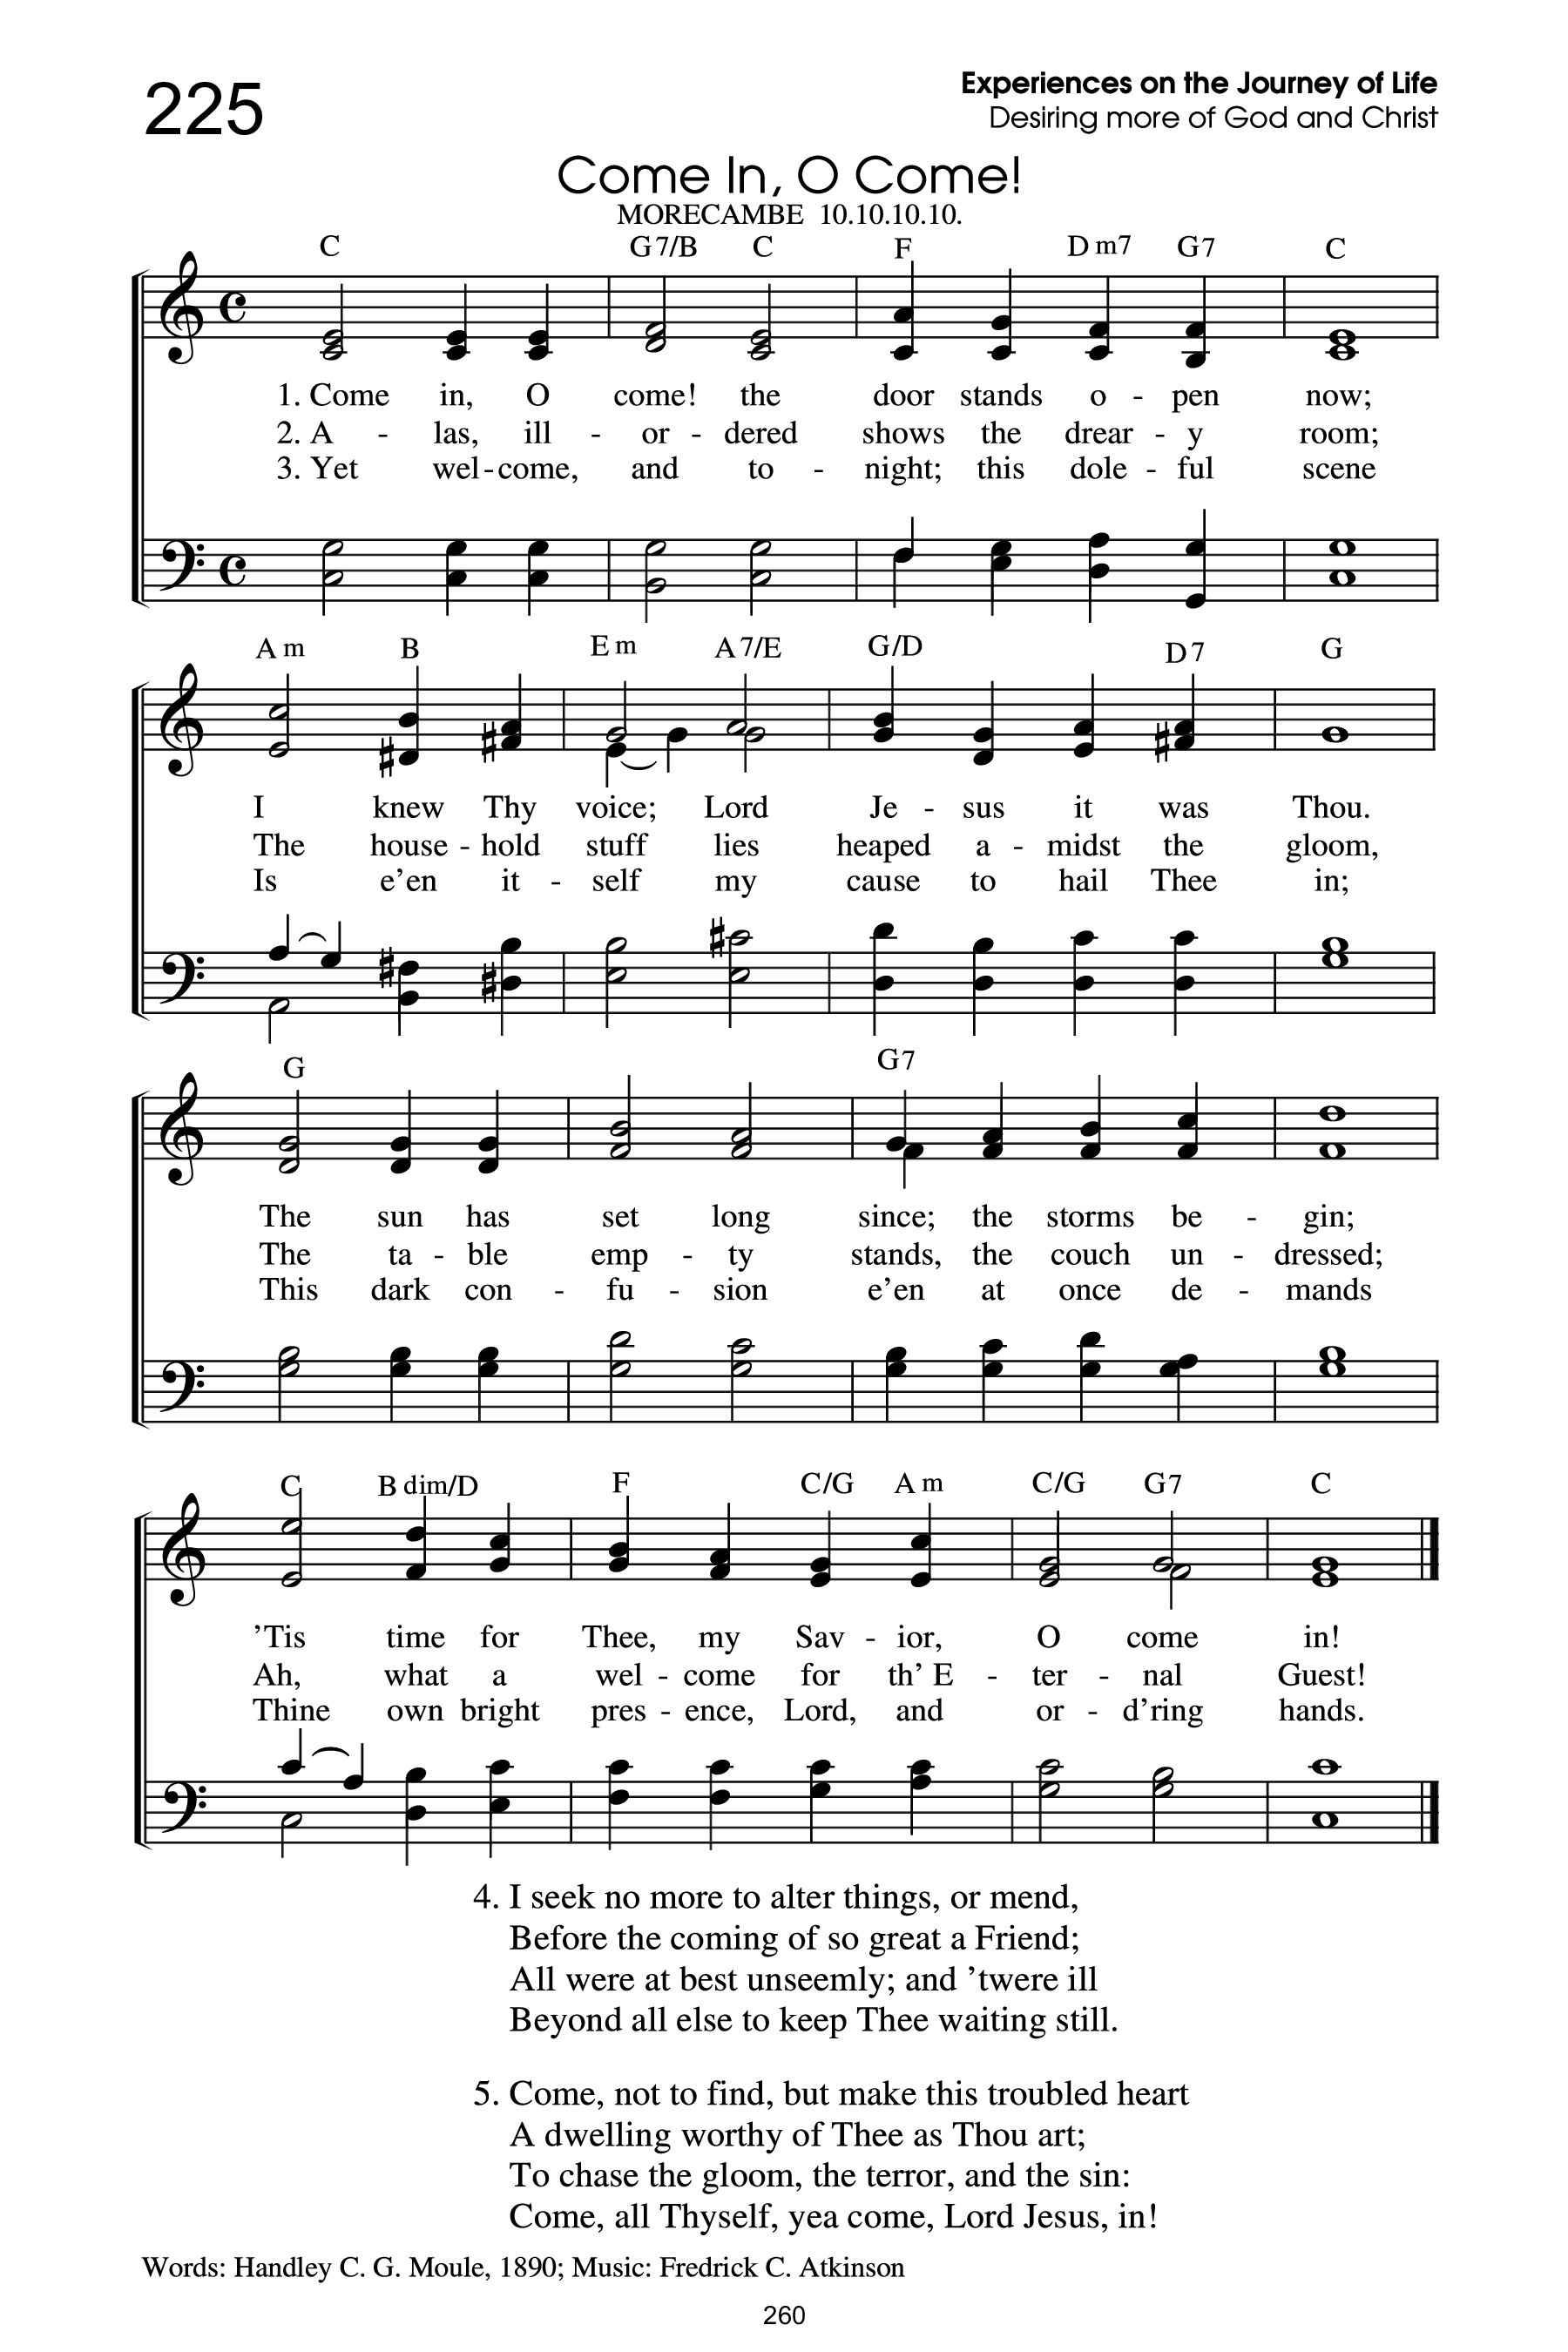 225
Experiences on the Journey of Life
Desiring more of God and Christ
Come In, O Come!
MORECAMBE 10.10.10.10.
C G7/B C F D m7 G7 C
1. Come in, O come! the door stands o - pen now;
2. A - las, ill - or - dered shows the drear - y room;
3. Yet wel - come, and to - night; this dole - ful scene
A m B E m A 7/E G/D D 7 G
I knew Thy voice; Lord Je - sus it was Thou.
The house - hold stuff lies heaped a - midst the gloom,
Is e'en it - self my cause to hail Thee in;
G G7
The sun has set long since; the storms be - gin;
The ta - ble emp - ty stands, the couch un - dressed;
This dark con - fu - sion e'en at once de - mands
C B dim/D F C/G A m C/G G7 C
'Tis time for Thee, my Sav - ior, O come in!
Ah, what a wel - come for th' E - ter - nal Guest!
Thine own bright pres - ence, Lord, and or - d'ring hands.
4. I seek no more to alter things, or mend,
Before the coming of so great a Friend;
All were at best unseemly; and 'twere ill
Beyond all else to keep Thee waiting still.
5. Come, not to find, but make this troubled heart
A dwelling worthy of Thee as Thou art;
To chase the gloom, the terror, and the sin:
Come, all Thyself, yea come, Lord Jesus, in!
Words: Handley C. G. Moule, 1890; Music: Fredrick C. Atkinson
260